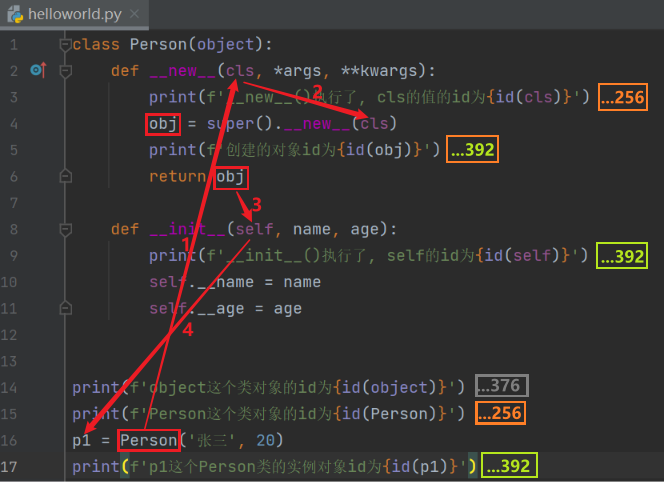 helloworld.py
1 class Person(object):
2 def __new__(cls, *args, **kwargs):
3 print(f'__new__()执行了, cls的值的id为{id(cls)}') ...256
4 obj = super().__new__(cls)
5 print(f'创建的对象id为{id(obj)}') ...392
6 return obj
7
3
8 def __init__(self, name, age):
9 print(f'__init__()执行了, self的id为{id(self)}') ...392
10 self.__name = name
11 self.__age = age
12
13
14 print(f'object这个类对象的id为{id(object)}') ...376
15 print(f'Person这个类对象的id为{id(Person)}') ...256
16 p1 = Person('张三', 20)
17 print(f'p1这个Person类的实例对象id为{id(p1)}') ...392
1
2
4